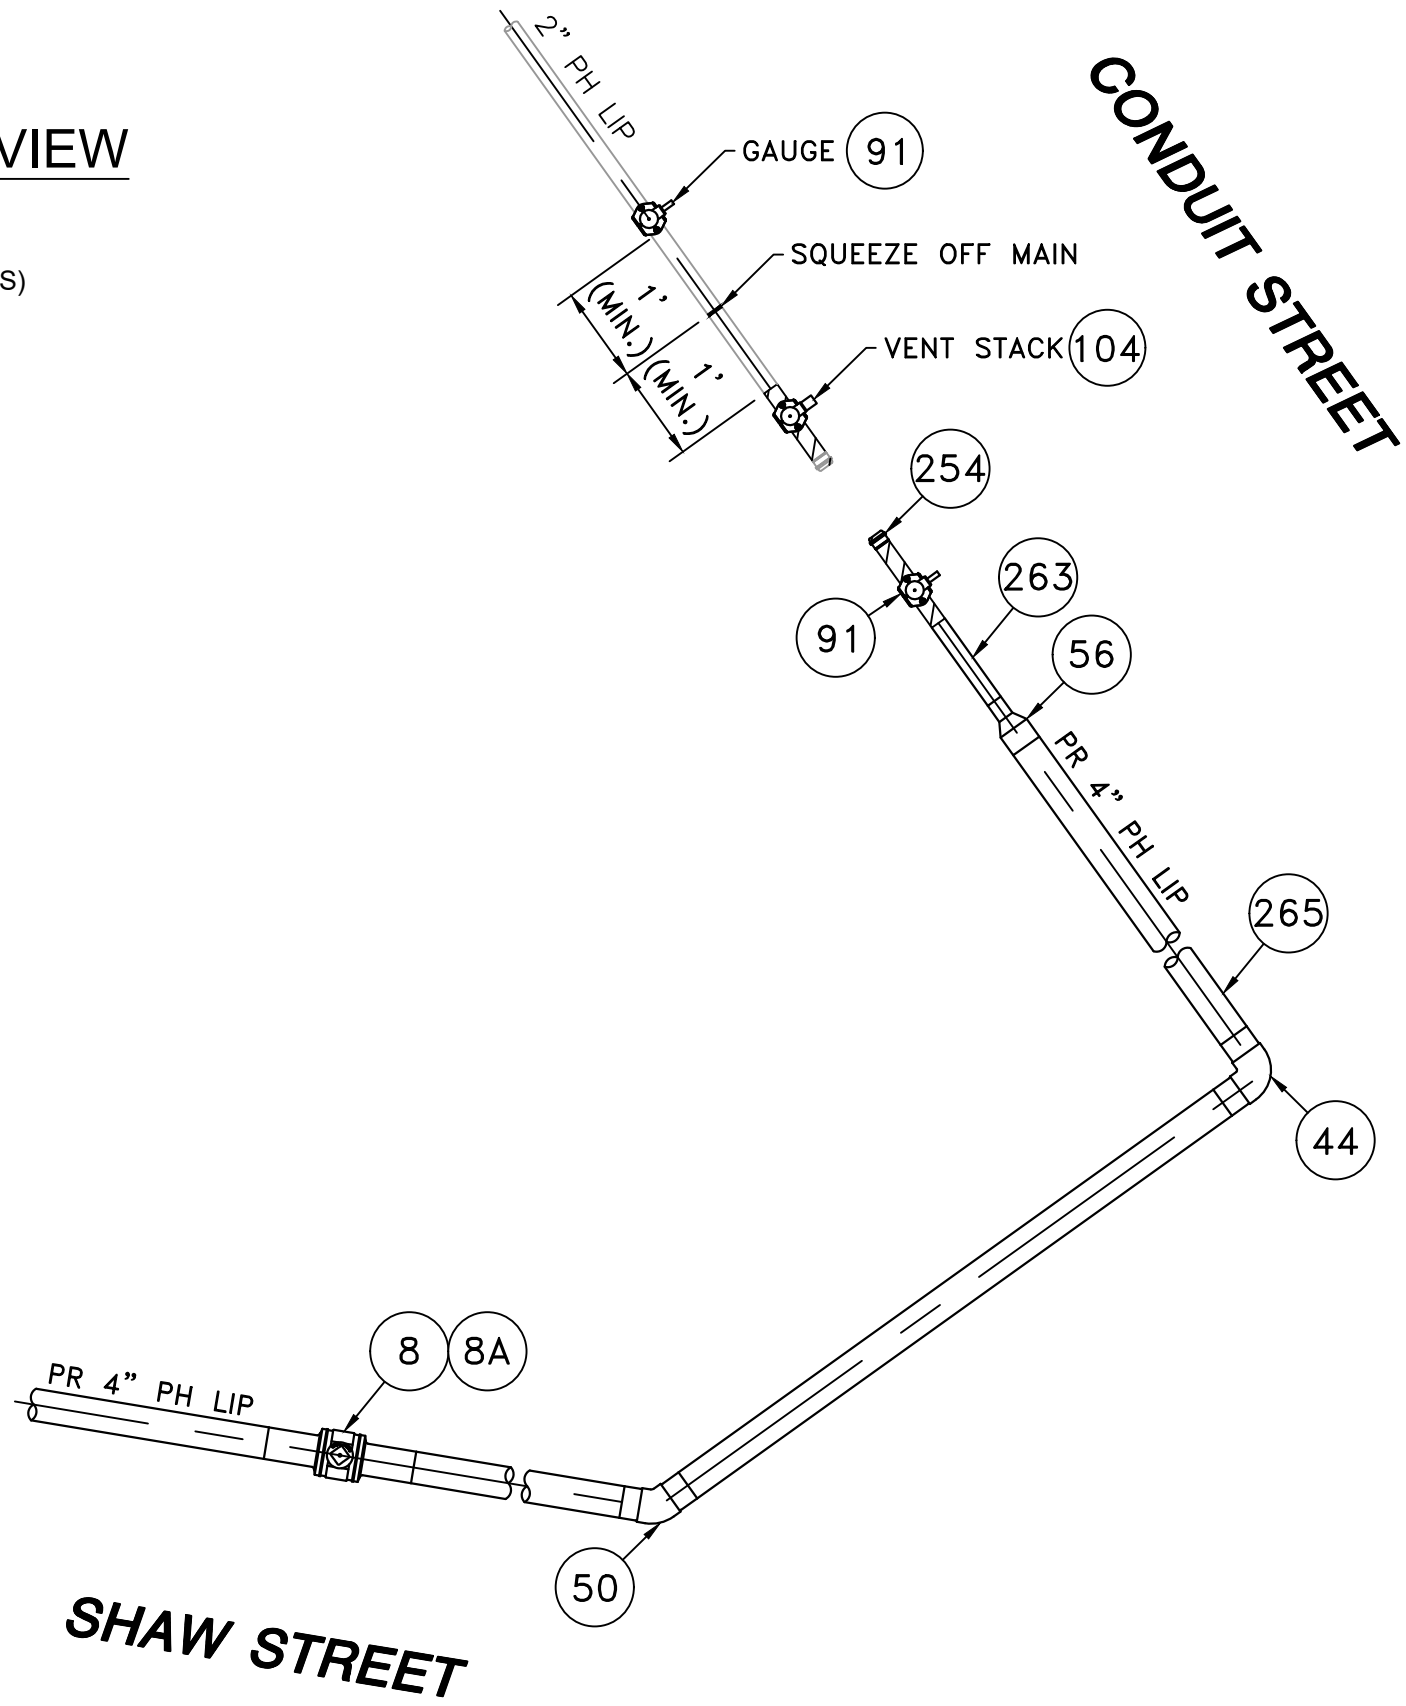 2” PH LIP
CONDUIT STREET
VIEW
GAUGE 91
S)
SQUEEZE OFF MAIN
1’
(MIN.)
1’
(MIN.)
VENT STACK 104
254
263
91
56
PR 4” PH LIP
265
44
8 8A
PR 4” PH LIP
50
SHAW STREET